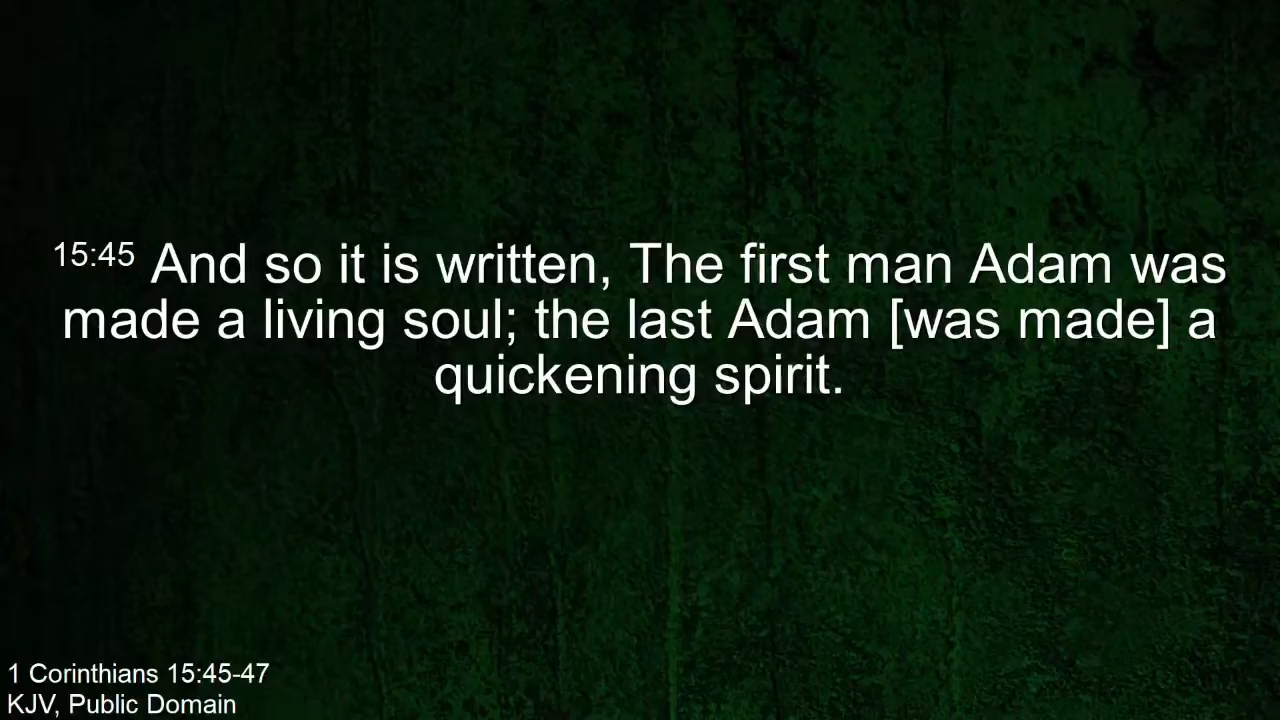 15:45 And so it is written, The first man Adam was
made a living soul; the last Adam [was made] a
quickening spirit.
1 Corinthians 15:45-47
KJV, Public Domain